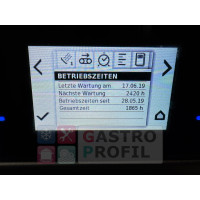 BETRIEBSZEITEN
Letzte Wartung am 17.06.19
Nächste Wartung 2420 h
Betriebszeiten seit 28.05.19
Gesamtzeit 1865 h
GASTRO
PROFIL